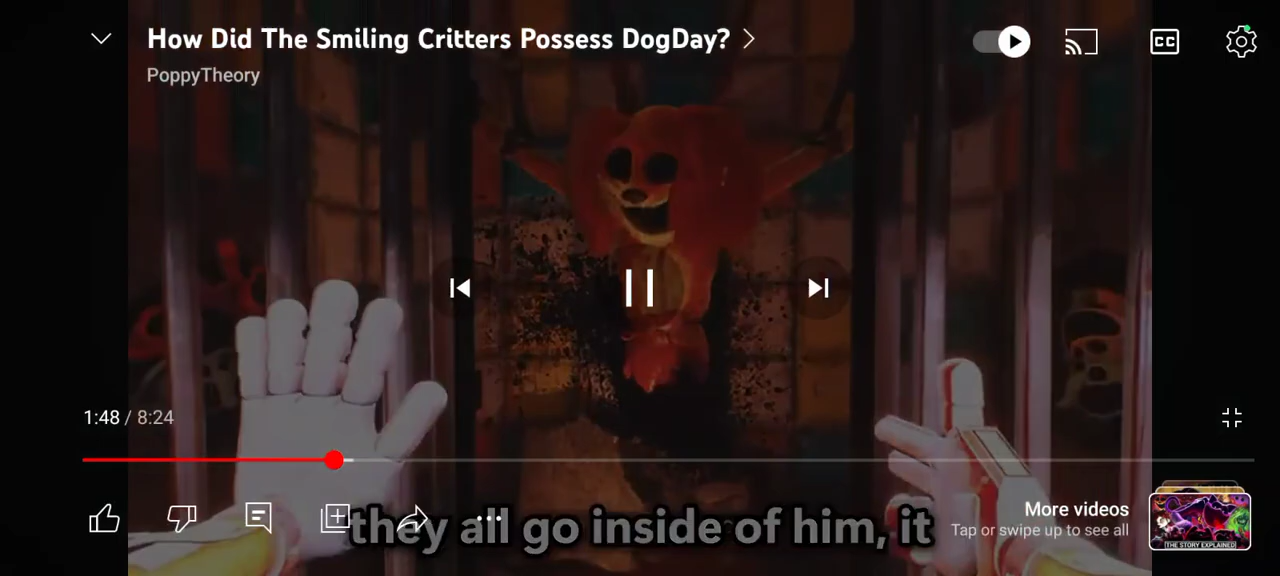 How Did The Smiling Critters Possess DogDay?
PoppyTheory
CC
1:48 / 8:24
they all go inside of him, it
More videos
Tap or swipe up to see all
[THE STORY EXPLAINED]